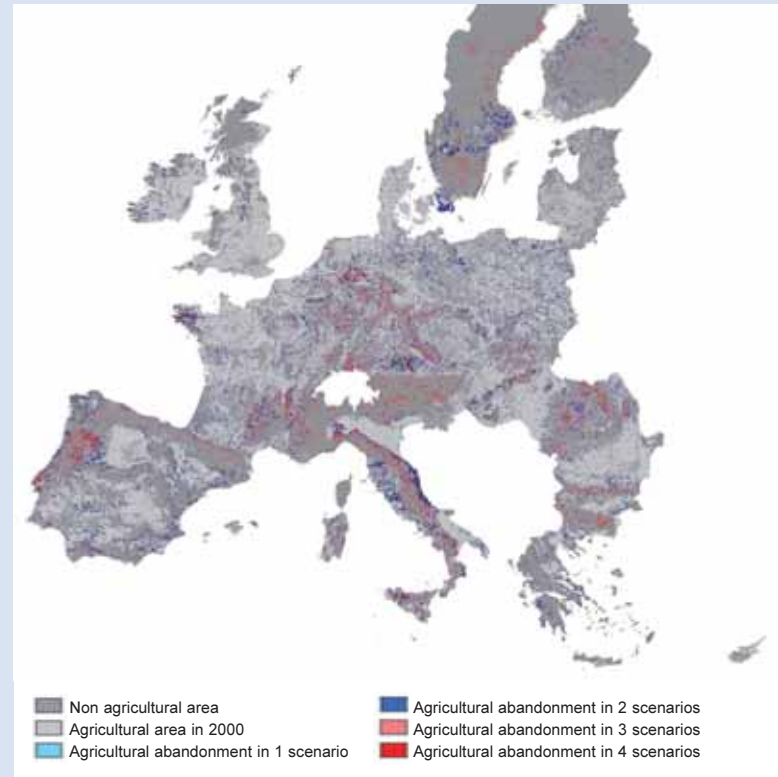 Non agricultural area
Agricultural area in 2000
Agricultural abandonment in 1 scenario
Agricultural abandonment in 2 scenarios
Agricultural abandonment in 3 scenarios
Agricultural abandonment in 4 scenarios